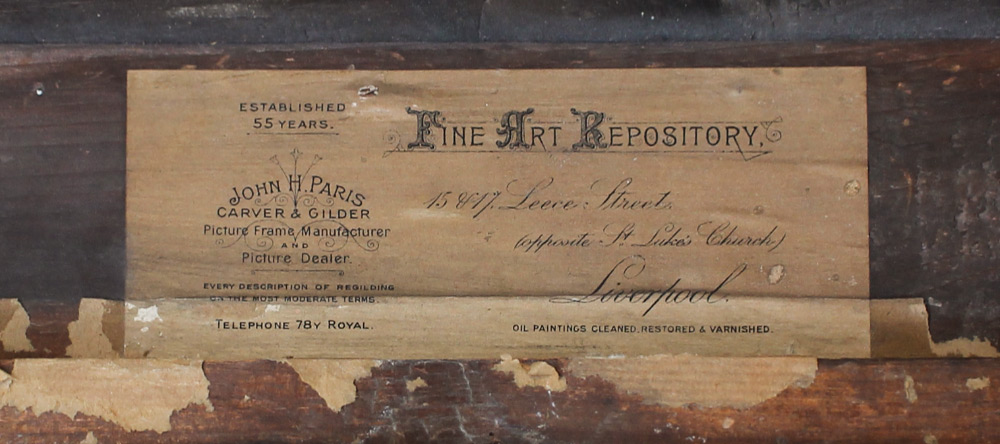 ESTABLISHED
55 YEARS.
JOHN H. PARIS
CARVER & GILDER
Picture Frame Manufacturer
AND
Picture Dealer.
EVERY DESCRIPTION OF REGILDING
ON THE MOST MODERATE TERMS.
TELEPHONE 78Y ROYAL.
FINE ART REPOSITORY,
15 & 17, Leece Street,
(opposite St. Luke's Church)
Liverpool.
OIL PAINTINGS CLEANED, RESTORED & VARNISHED.